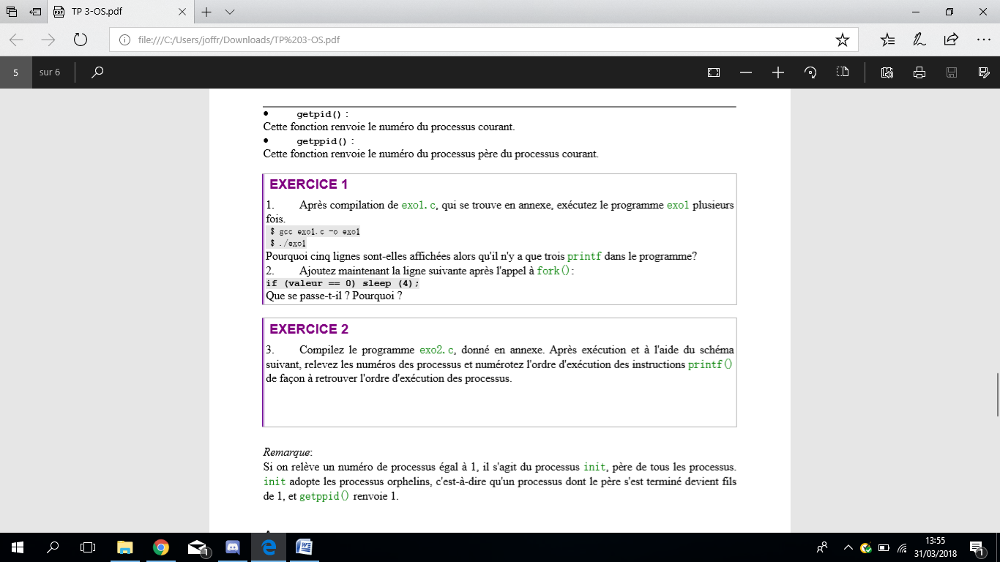 TP 3-OS.pdf
file:///C:/Users/joffr/Downloads/TP%203-OS.pdf
5 sur 6
• getpid() :
Cette fonction renvoie le numéro du processus courant.
• getppid() :
Cette fonction renvoie le numéro du processus père du processus courant.
EXERCICE 1
1. Après compilation de exo1.c, qui se trouve en annexe, exécutez le programme exo1 plusieurs
fois.
$ gcc exo1.c -o exo1
$ ./exo1
Pourquoi cinq lignes sont-elles affichées alors qu'il n'y a que trois printf dans le programme?
2. Ajoutez maintenant la ligne suivante après l'appel à fork():
if (valeur == 0) sleep (4);
Que se passe-t-il ? Pourquoi ?
EXERCICE 2
3. Compilez le programme exo2.c, donné en annexe. Après exécution et à l'aide du schéma
suivant, relevez les numéros des processus et numérotez l'ordre d'exécution des instructions printf()
de façon à retrouver l'ordre d'exécution des processus.
Remarque:
Si on relève un numéro de processus égal à 1, il s'agit du processus init, père de tous les processus.
init adopte les processus orphelins, c'est-à-dire qu'un processus dont le père s'est terminé devient fils
de 1, et getppid() renvoie 1.
13:55
31/03/2018
1
1